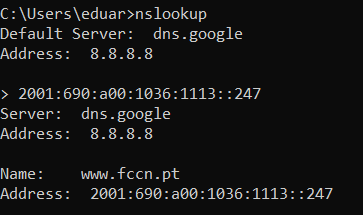 C:\Users\eduar>nslookup
Default Server:  dns.google
Address:  8.8.8.8
> 2001:690:a00:1036:1113::247
Server:  dns.google
Address:  8.8.8.8
Name:    www.fccn.pt
Address:  2001:690:a00:1036:1113::247